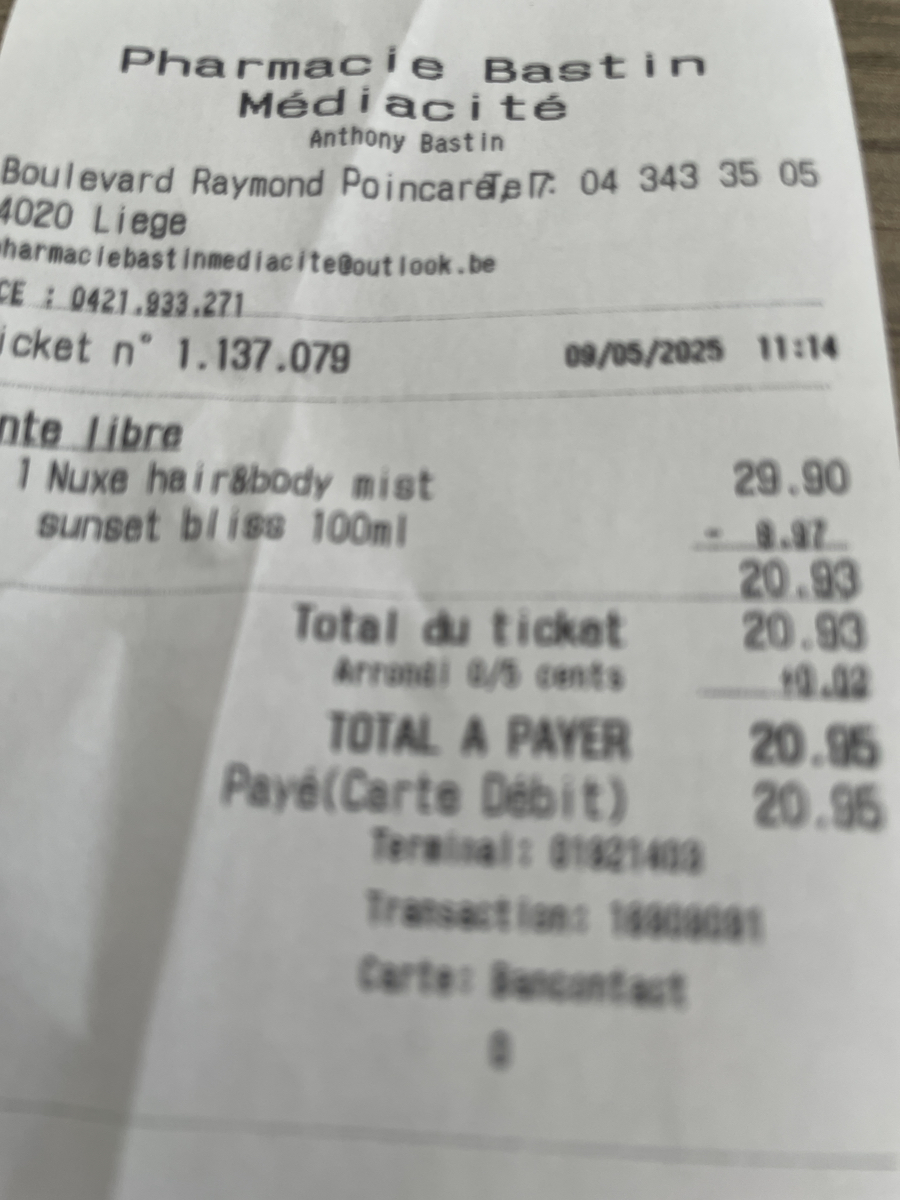 Pharmacie Bastin
Médiacité
Anthony Bastin
Boulevard Raymond Poincaré, 7 Tel : 04 343 35 05
4020 Liege
harmaciebastinmediacite@outlook.be
CE : 0421.933.271
icket n° 1.137.079 09/05/2025 11:14
nte libre
1 Nuxe hair&body mist 29.90
sunset bliss 100ml - 8.97
20.93
Total du ticket 20.93
Arrondi 0/5 cents +0.02
TOTAL A PAYER 20.95
Payé(Carte Débit) 20.95
Terminal:
Transaction:
Carte: Bancontact